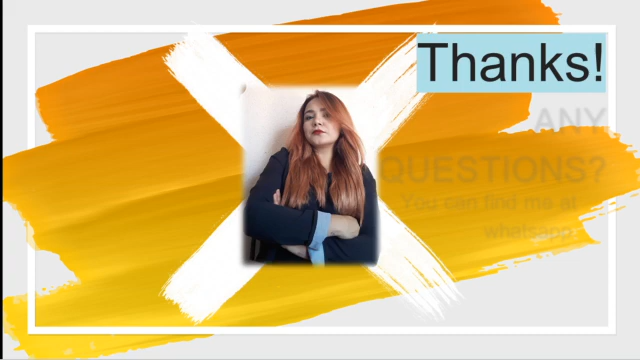 Thanks!
ANY
QUESTIONS?
You can find me at
whatsapp